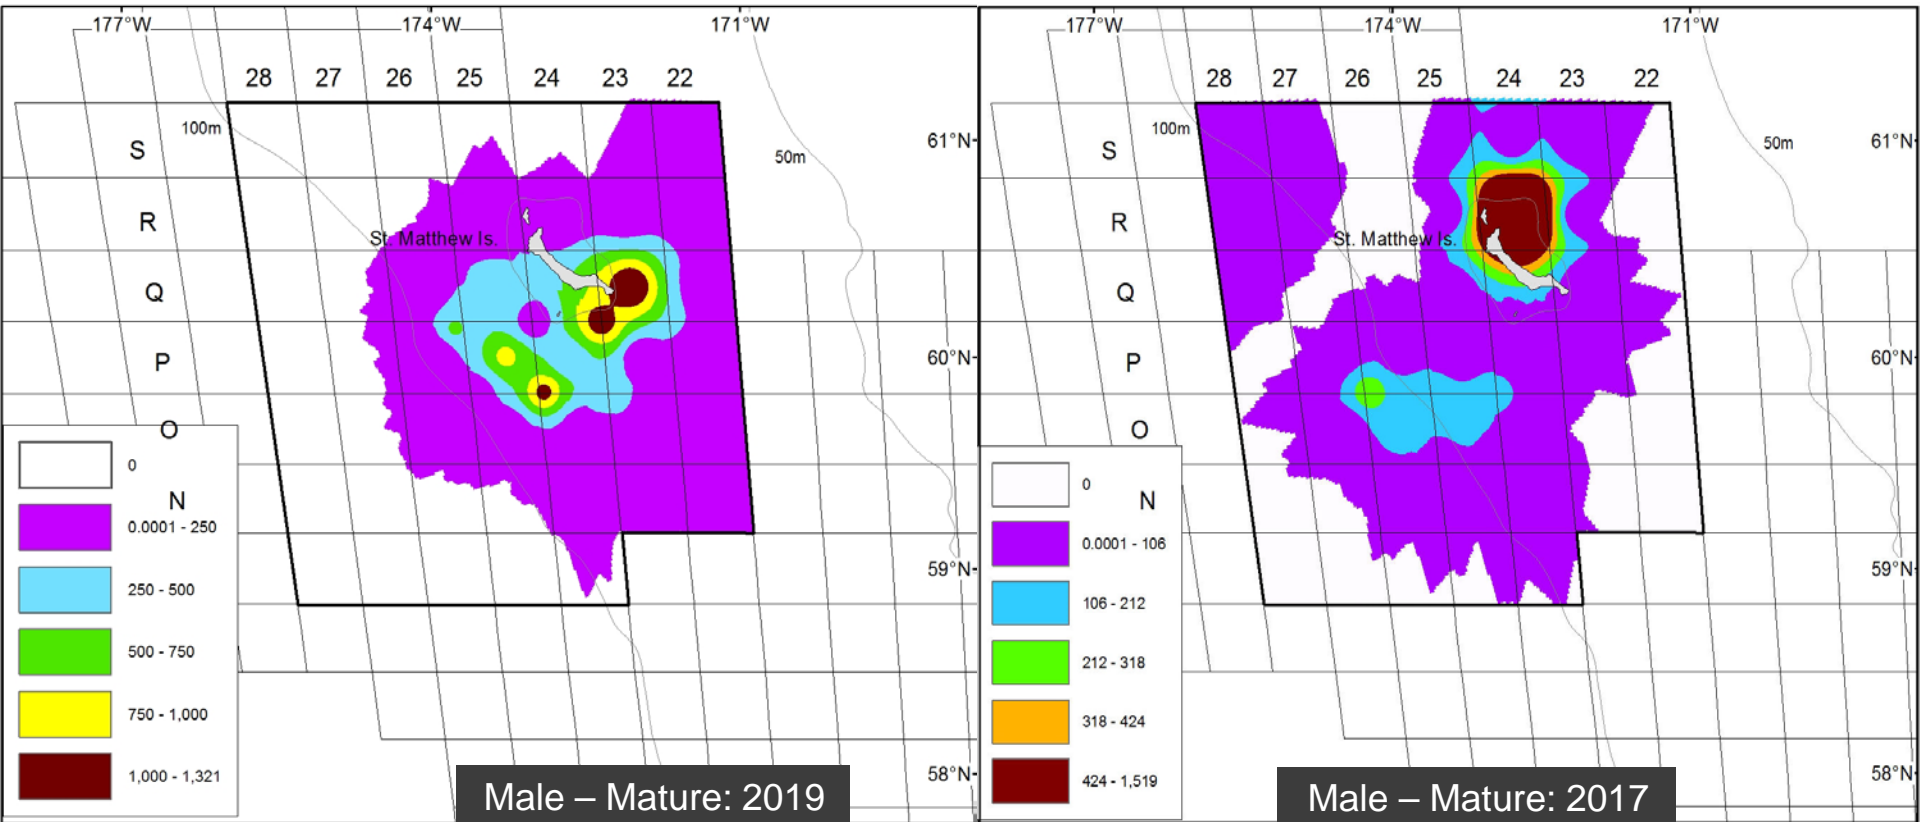 177°W 174°W 171°W
28 27 26 25 24 23 22
100m
61°N
S
50m
R
St. Matthew Is.
Q
P
60°N
O
0
N
0.0001 - 250
59°N
250 - 500
500 - 750
750 - 1,000
1,000 - 1,321
58°N
Male – Mature: 2019
177°W 174°W 171°W
28 27 26 25 24 23 22
100m
61°N
S
50m
R
St. Matthew Is.
Q
P
60°N
O
0
N
0.0001 - 106
59°N
106 - 212
212 - 318
318 - 424
424 - 1,519
58°N
Male – Mature: 2017